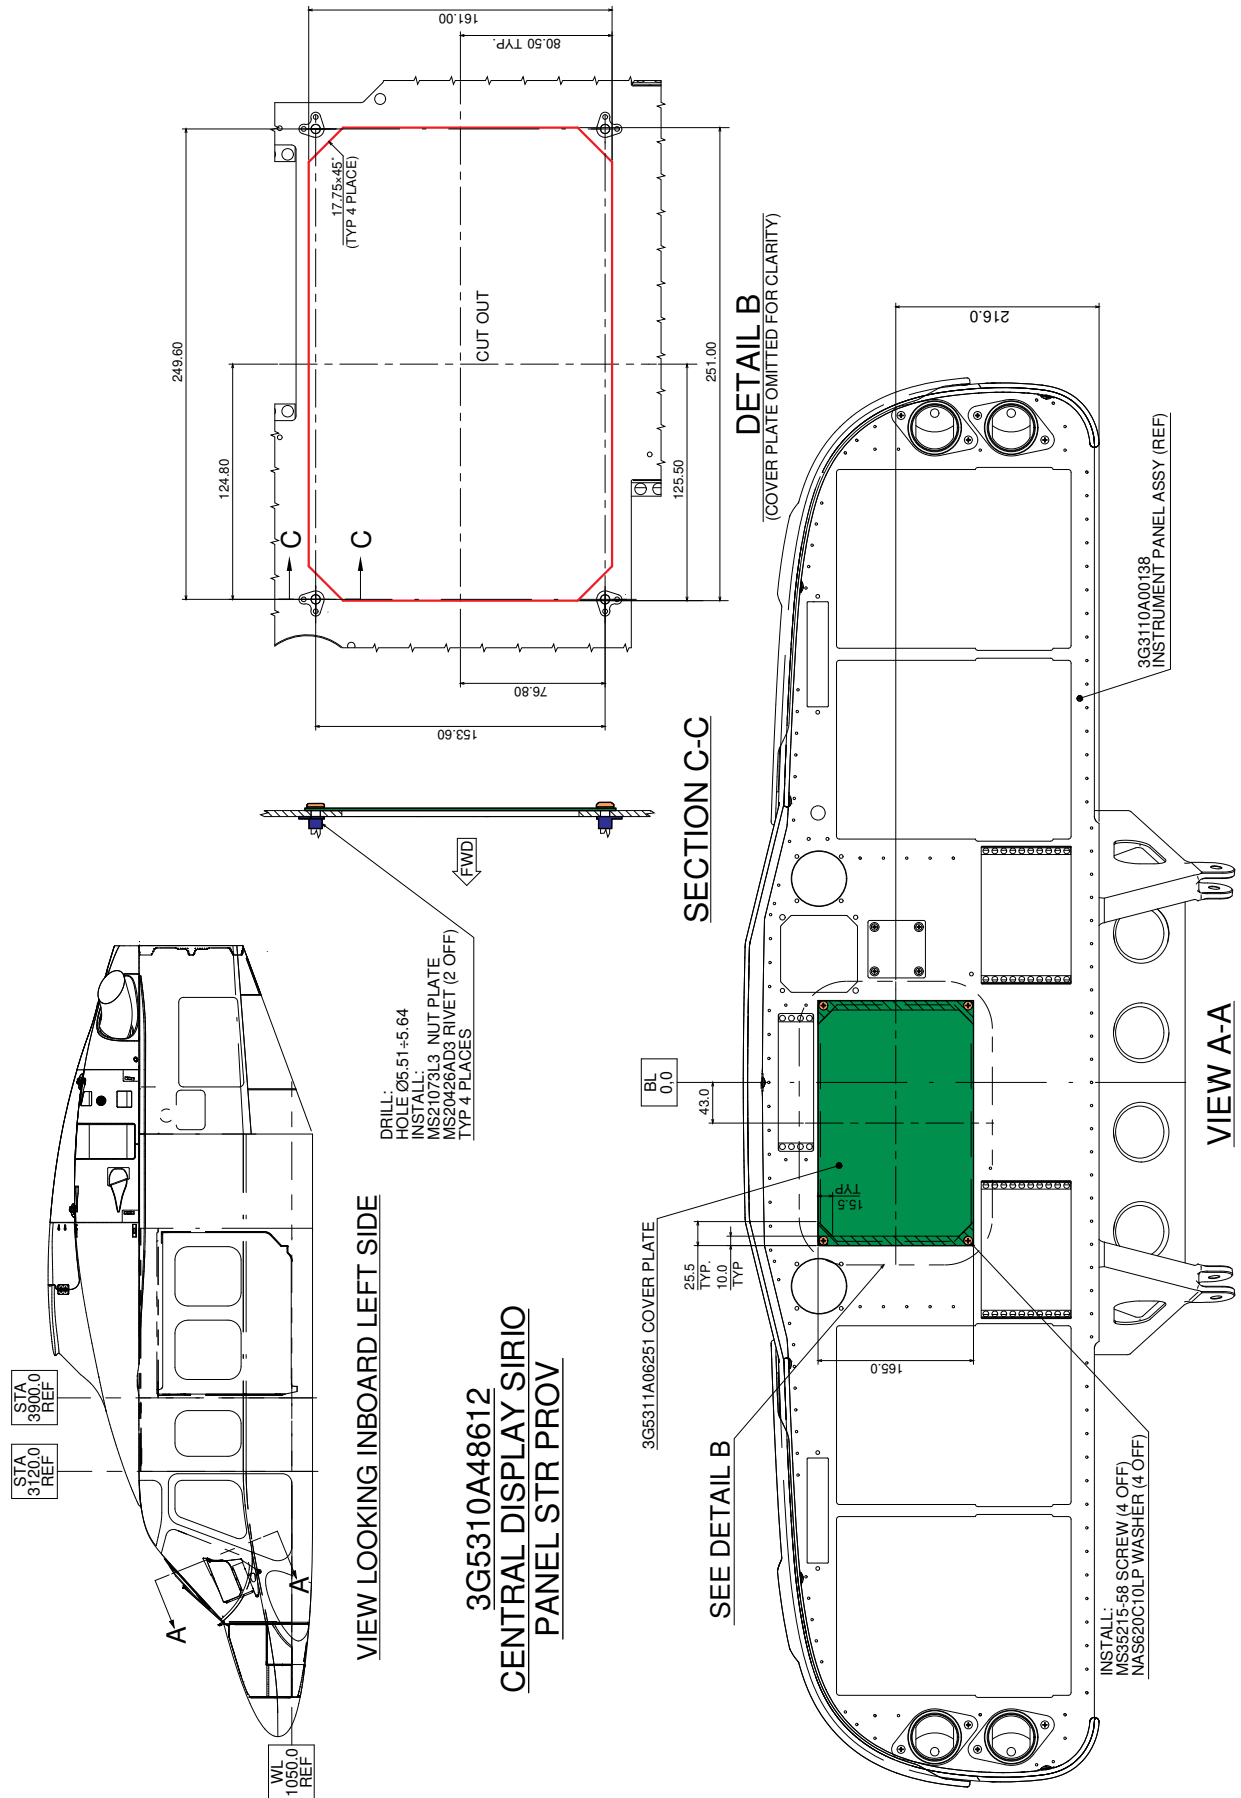 STA
3120.0
REF
STA
3900.0
REF
WL
1050.0
REF
A
A
VIEW LOOKING INBOARD LEFT SIDE
3G5310A48612
CENTRAL DISPLAY SIRIO
PANEL STR PROV
DRILL:
HOLE Ø5.51÷5.64
INSTALL:
MS21073L3 NUT PLATE
MS20426AD3 RIVET (2 OFF)
TYP 4 PLACES
FWD
SECTION C-C
249.60
124.80
C
C
161.00
80.50 TYP.
17.75×45°
(TYP 4 PLACE)
CUT OUT
153.60
76.80
125.50
251.00
DETAIL B
(COVER PLATE OMITTED FOR CLARITY)
SEE DETAIL B
3G5311A06251 COVER PLATE
BL
0,0
43.0
25.5
TYP.
10.0
TYP
15.5
TYP
165.0
216.0
INSTALL:
MS35215-58 SCREW (4 OFF)
NAS620C10LP WASHER (4 OFF)
3G3110A00138
INSTRUMENT PANEL ASSY (REF)
VIEW A-A